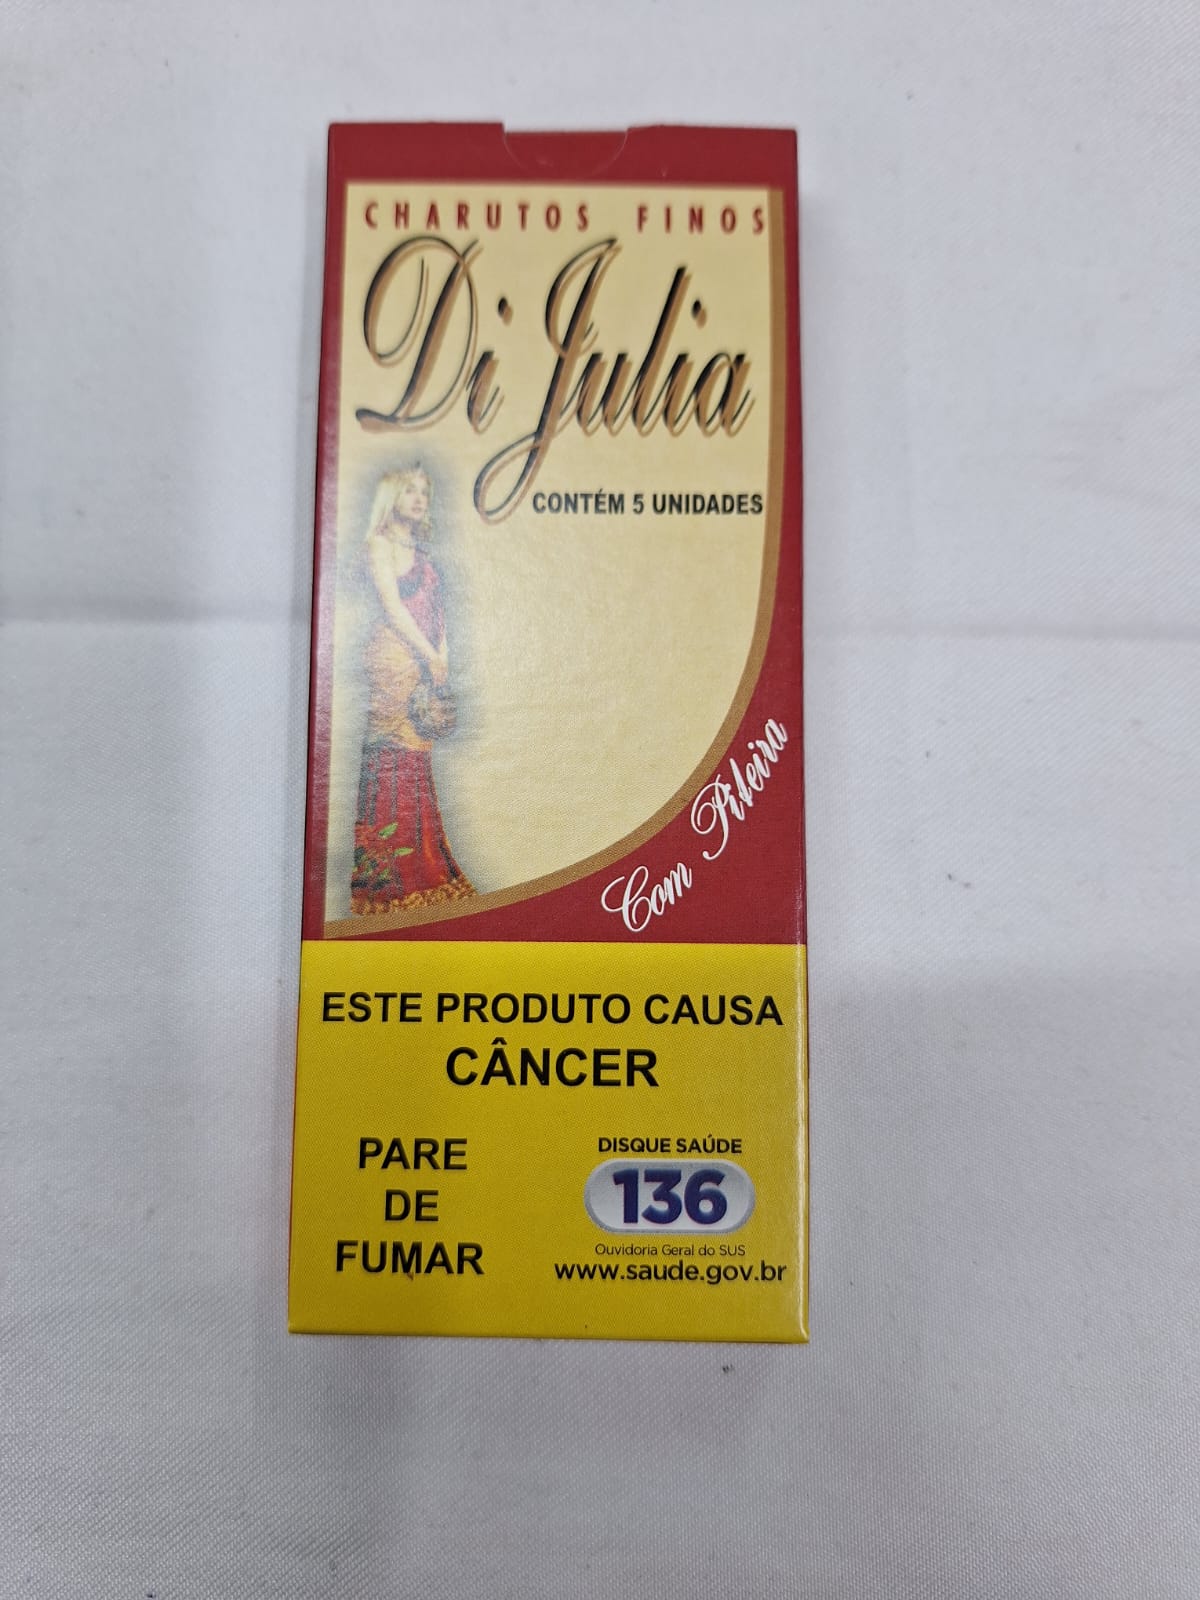 CHARUTOS FINOS
Di Julia
CONTÉM 5 UNIDADES
Com Piteira
ESTE PRODUTO CAUSA
CÂNCER
PARE
DE
FUMAR
DISQUE SAÚDE
136
Ouvidoria Geral do SUS
www.saude.gov.br